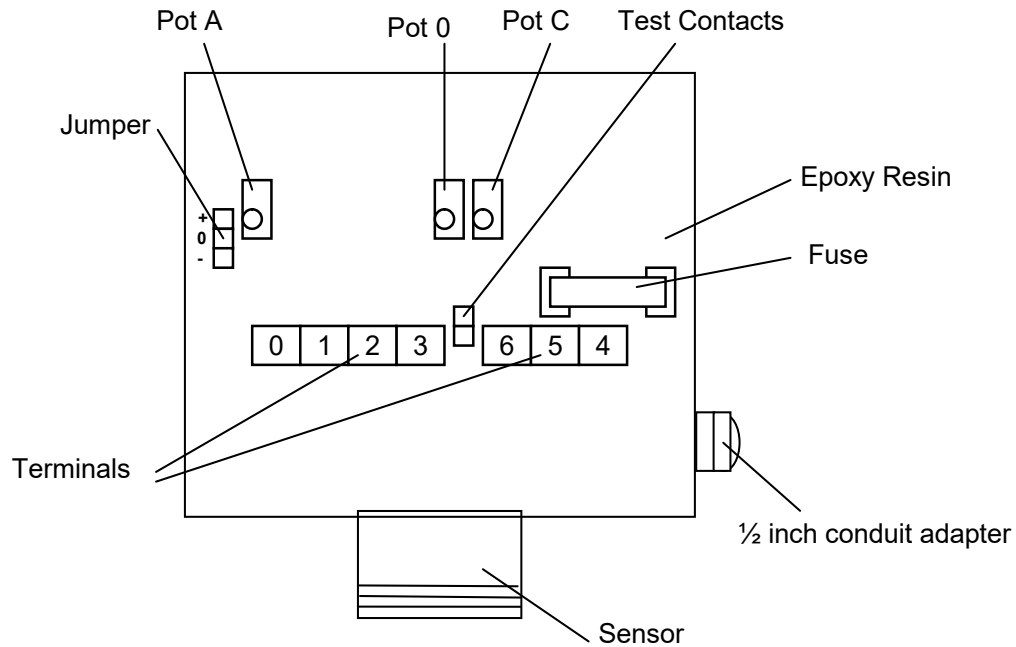 Pot A
Pot 0
Pot C
Test Contacts
Jumper
+
0
-
Epoxy Resin
Fuse
0 1 2 3
6 5 4
Terminals
½ inch conduit adapter
Sensor